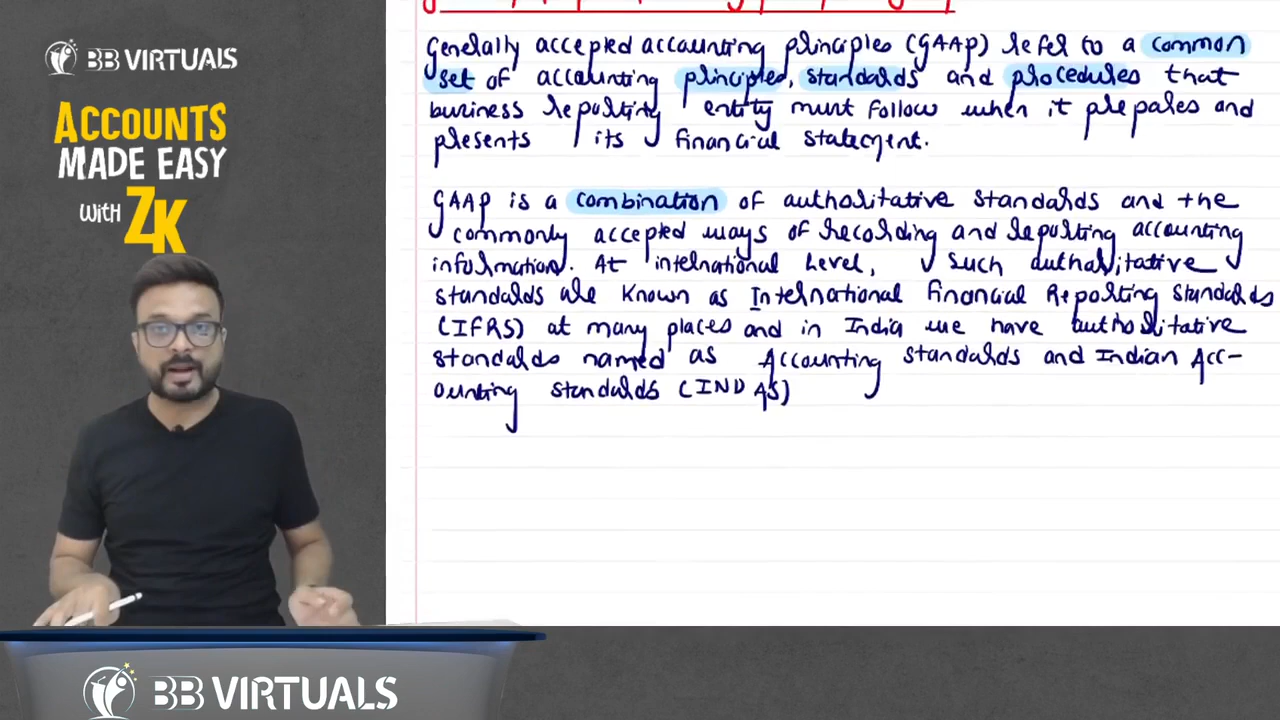 BB VIRTUALS
ACCOUNTS
MADE EASY
WITH ZK
Generally accepted accounting principles (GAAP) refer to a common
set of accounting principles, standards and procedures that
business reporting entity must follow when it prepares and
presents its financial statement.
GAAP is a combination of authoritative standards and the
commonly accepted ways of recording and reporting accounting
information. At international level, such authoritative
standards are known as International Financial Reporting Standards
(IFRS) at many places and in India we have authoritative
standards named as Accounting standards and Indian Acc-
ounting standards (IND AS)
BB VIRTUALS